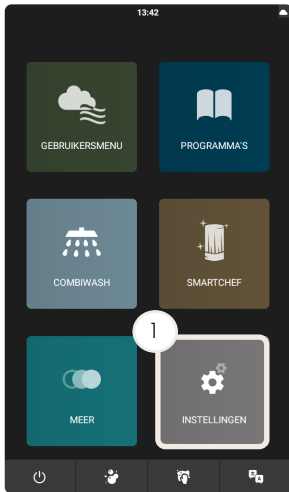 13:42
GEBRUIKERSMENU
PROGRAMMA'S
COMBIWASH
SMARTCHEF
1
MEER
INSTELLINGEN
A